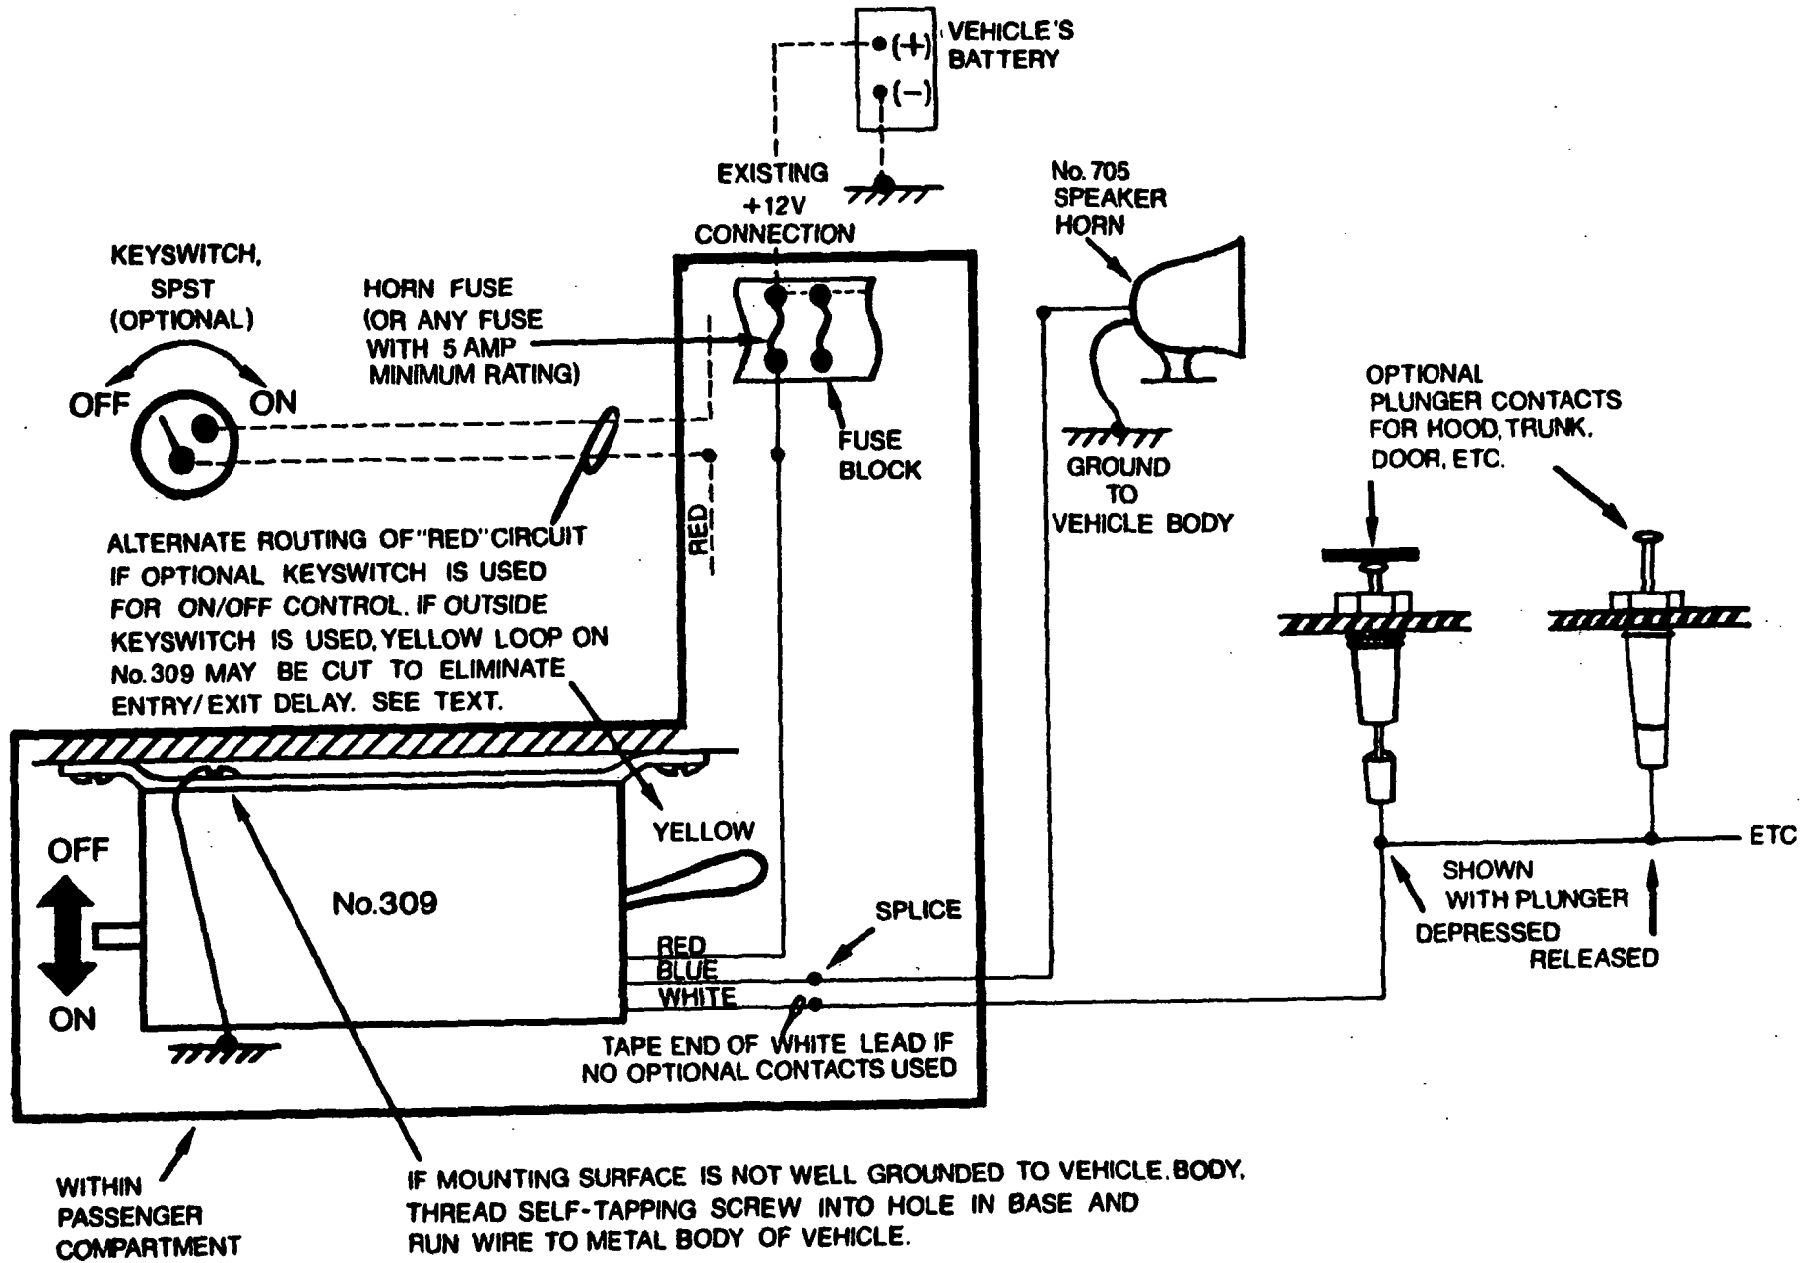 VEHICLE'S
BATTERY
(+)
(-)
EXISTING
+12V
CONNECTION
No. 705
SPEAKER
HORN
KEYSWITCH,
SPST
(OPTIONAL)
OFF
ON
HORN FUSE
(OR ANY FUSE
WITH 5 AMP
MINIMUM RATING)
FUSE
BLOCK
GROUND
TO
VEHICLE BODY
OPTIONAL
PLUNGER CONTACTS
FOR HOOD, TRUNK.
DOOR, ETC.
RED
ALTERNATE ROUTING OF "RED" CIRCUIT
IF OPTIONAL KEYSWITCH IS USED
FOR ON/OFF CONTROL. IF OUTSIDE
KEYSWITCH IS USED, YELLOW LOOP ON
No. 309 MAY BE CUT TO ELIMINATE
ENTRY/EXIT DELAY. SEE TEXT.
YELLOW
OFF
ON
No.309
RED
BLUE
WHITE
SPLICE
TAPE END OF WHITE LEAD IF
NO OPTIONAL CONTACTS USED
ETC
SHOWN
WITH PLUNGER
DEPRESSED
RELEASED
WITHIN
PASSENGER
COMPARTMENT
IF MOUNTING SURFACE IS NOT WELL GROUNDED TO VEHICLE.BODY,
THREAD SELF-TAPPING SCREW INTO HOLE IN BASE AND
RUN WIRE TO METAL BODY OF VEHICLE.